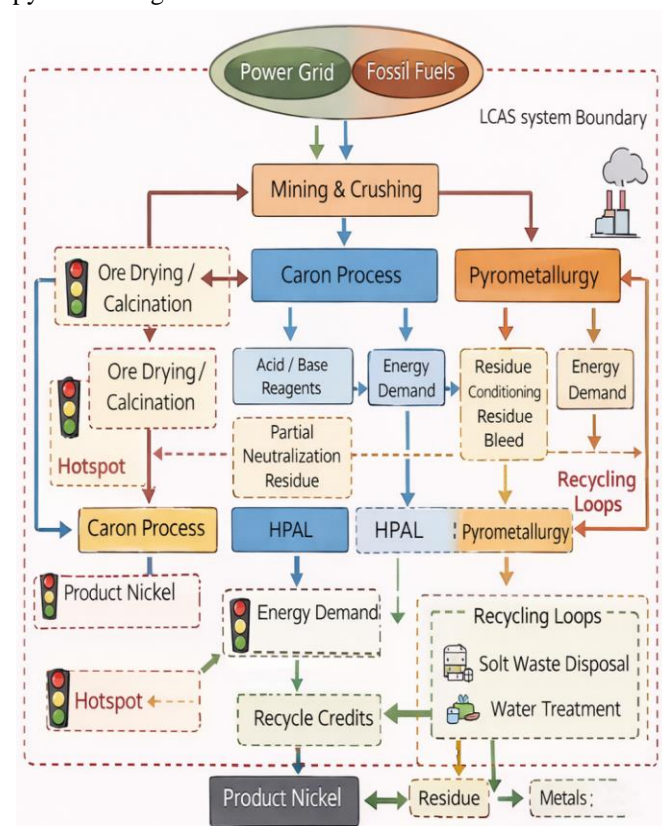 Power Grid
Fossil Fuels
LCAS system Boundary
Mining & Crushing
Ore Drying /
Calcination
Caron Process
Pyrometallurgy
Ore Drying /
Calcination
Acid / Base
Reagents
Energy
Demand
Residue
Conditioning
Residue
Bleed
Energy
Demand
Hotspot
Partial
Neutralization
Residue
Recycling
Loops
Caron Process
HPAL
HPAL
Pyrometallurgy
Product Nickel
Energy Demand
Recycling Loops
Solt Waste Disposal
Water Treatment
Hotspot
Recycle Credits
Product Nickel
Residue
Metals :